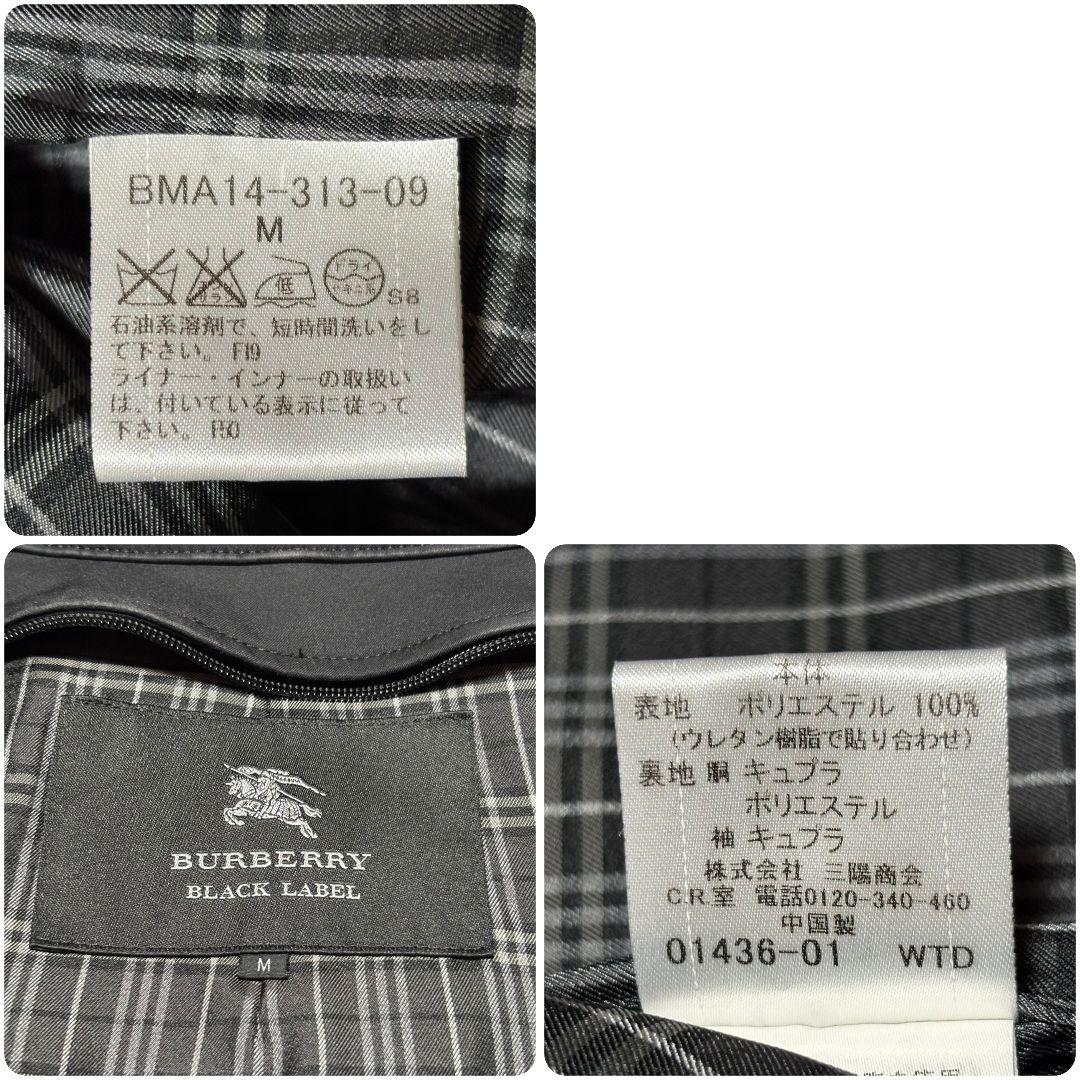 BMA14-313-09
M
低
ドライ
S8
石油系溶剤で、短時間洗いをし
て下さい。F19
ライナー・インナーの取扱い
は、付いている表示に従って
下さい。
BURBERRY
BLACK LABEL
M
本体
表地 ポリエステル 100%
(ウレタン樹脂で貼り合わせ)
裏地 胴 キュプラ
ポリエステル
袖 キュプラ
株式会社 三陽商会
C.R.室 電話0120-340-460
中国製
01436-01 WTD